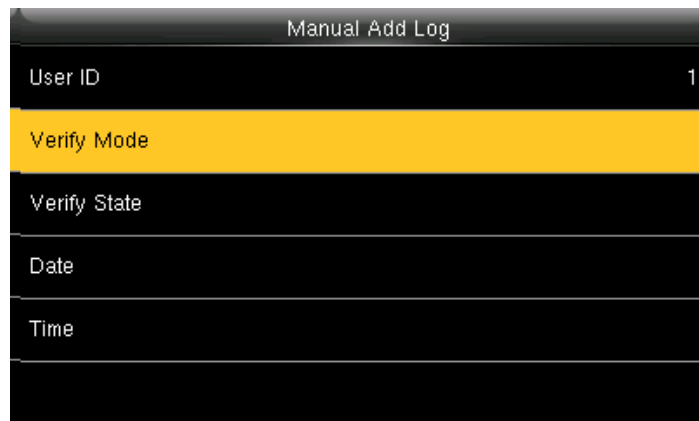 Manual Add Log
User ID 1
Verify Mode
Verify State
Date
Time